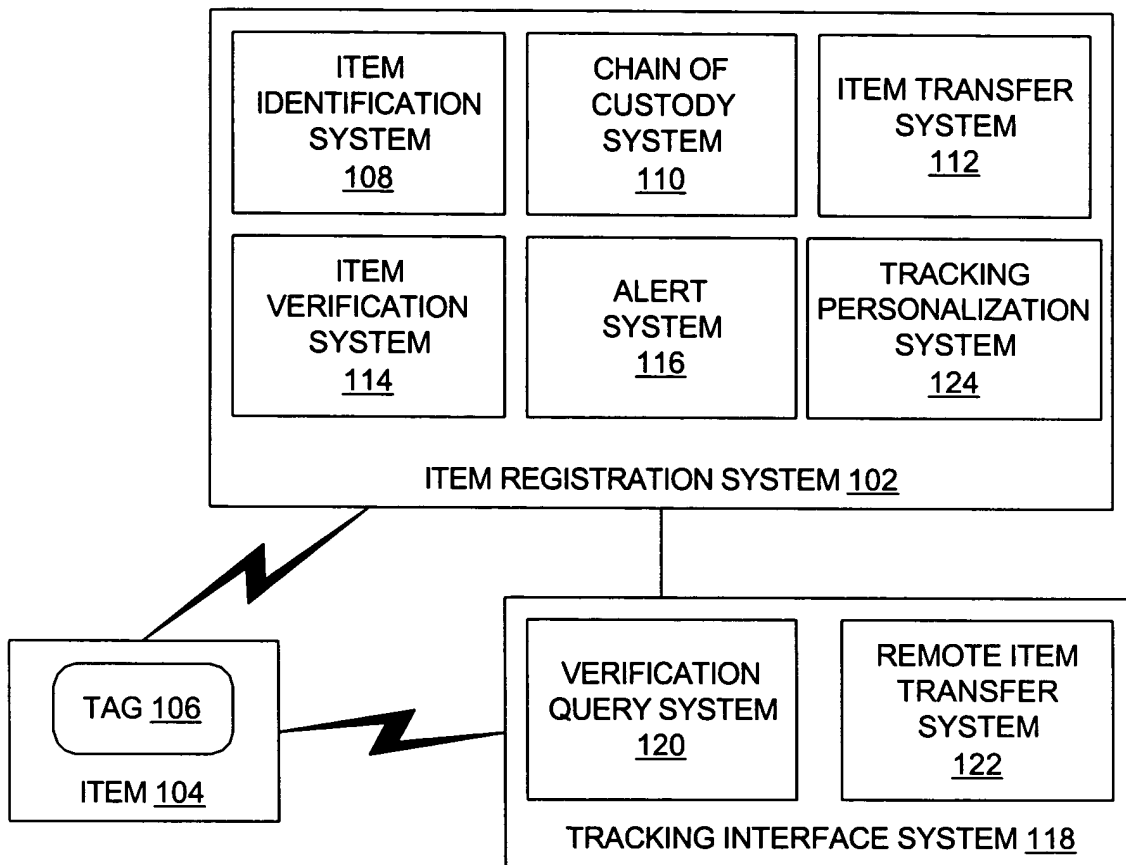 ITEM
IDENTIFICATION
SYSTEM
108
CHAIN OF
CUSTODY
SYSTEM
110
ITEM TRANSFER
SYSTEM
112
ITEM
VERIFICATION
SYSTEM
114
ALERT
SYSTEM
116
TRACKING
PERSONALIZATION
SYSTEM
124
ITEM REGISTRATION SYSTEM 102
TAG 106
ITEM 104
VERIFICATION
QUERY SYSTEM
120
REMOTE ITEM
TRANSFER
SYSTEM
122
TRACKING INTERFACE SYSTEM 118